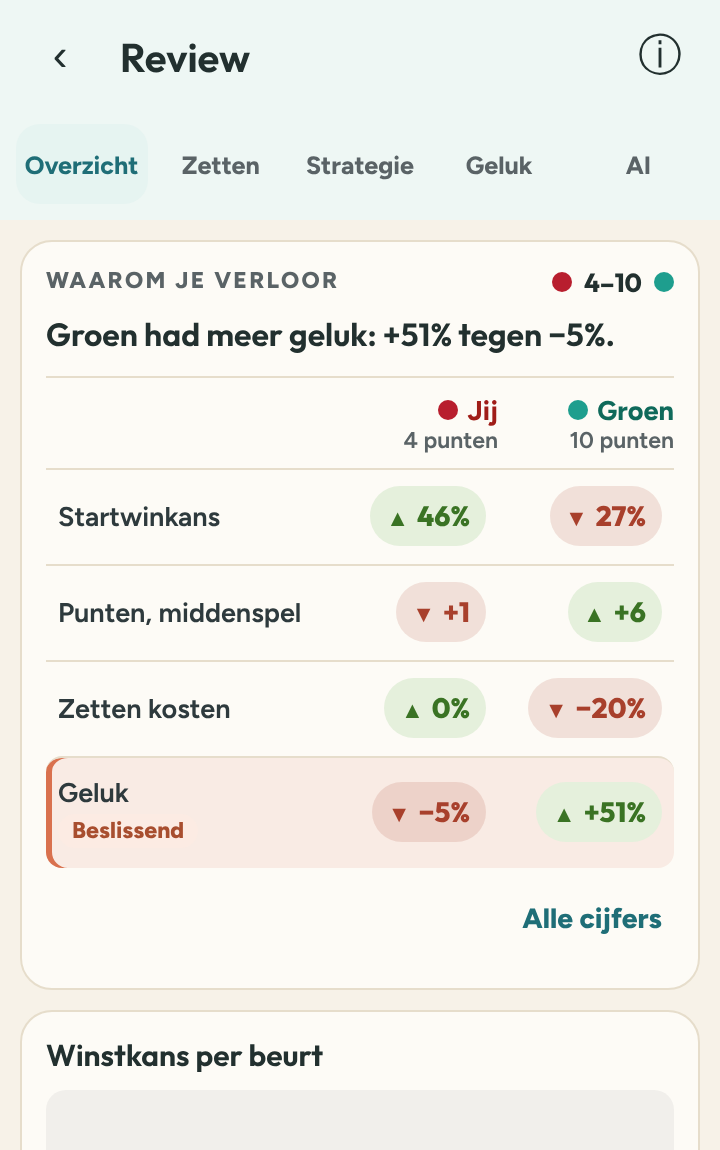 ‹ Review ⓘ
Overzicht Zetten Strategie Geluk AI
WAAROM JE VERLOOR 4–10
Groen had meer geluk: +51% tegen −5%.
Jij Groen
4 punten 10 punten
Startwinkans ▲ 46% ▼ 27%
Punten, middenspel ▼ +1 ▲ +6
Zetten kosten ▲ 0% ▼ −20%
Geluk
Beslissend ▼ −5% ▲ +51%
Alle cijfers
Winstkans per beurt